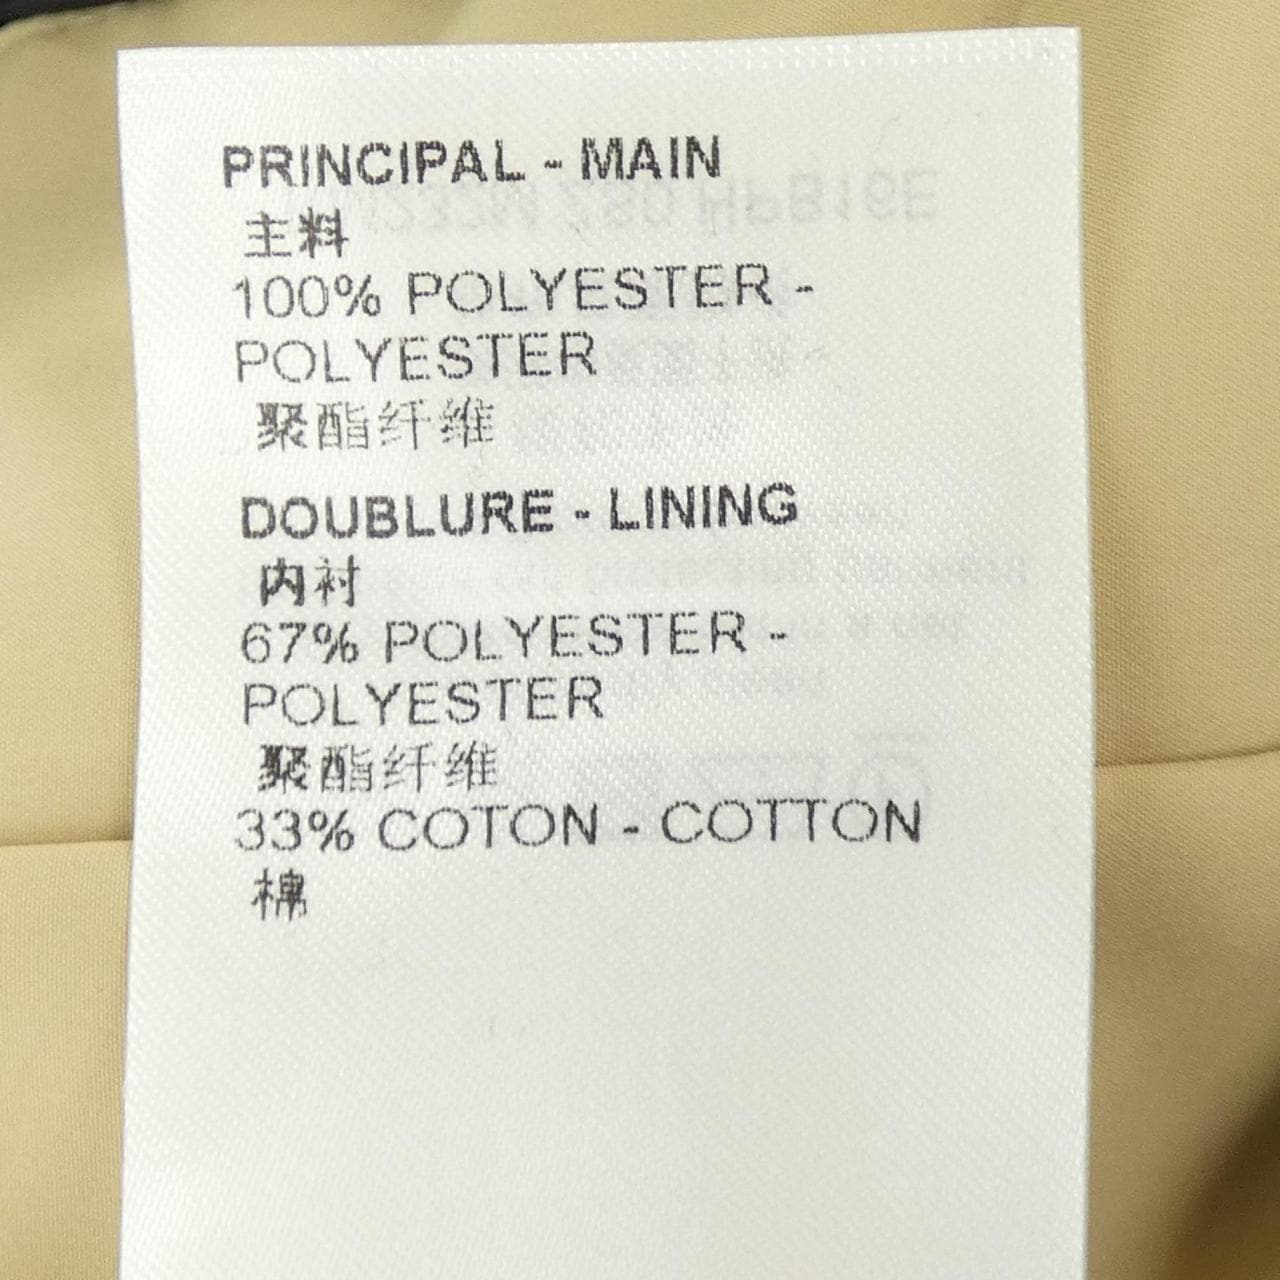 PRINCIPAL - MAIN
主料
100% POLYESTER -
POLYESTER
聚酯纤维
DOUBLURE - LINING
内衬
67% POLYESTER -
POLYESTER
聚酯纤维
33% COTON - COTTON
棉